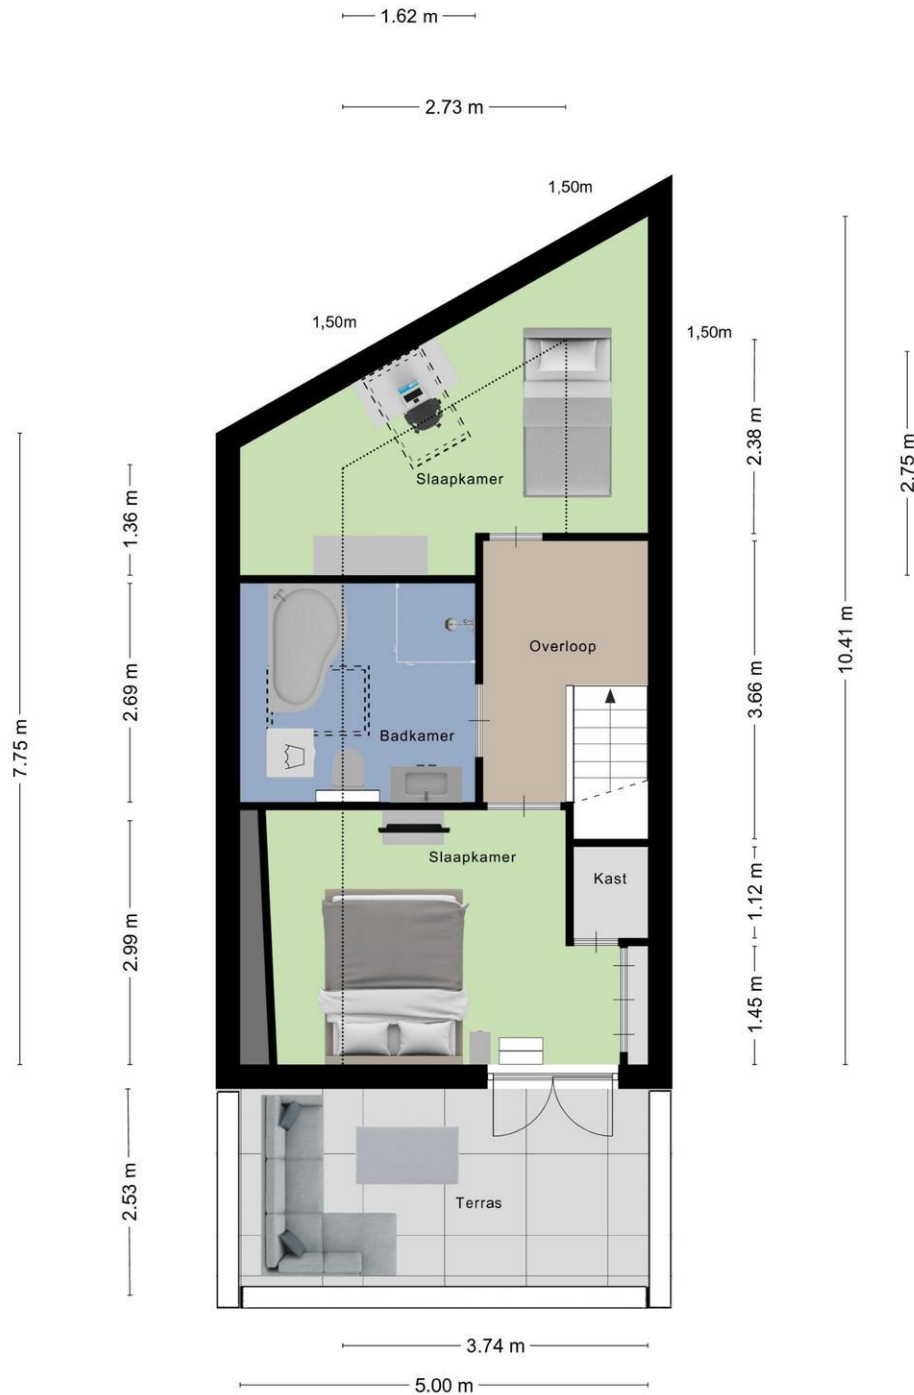 1.62 m
2.73 m
1,50m
1,50m
1,50m
2.38 m
2.75 m
Slaapkamer
1.36 m
10.41 m
Overloop
3.66 m
2.69 m
Badkamer
7.75 m
Slaapkamer
Kast
1.12 m
2.99 m
1.45 m
Terras
2.53 m
3.74 m
5.00 m